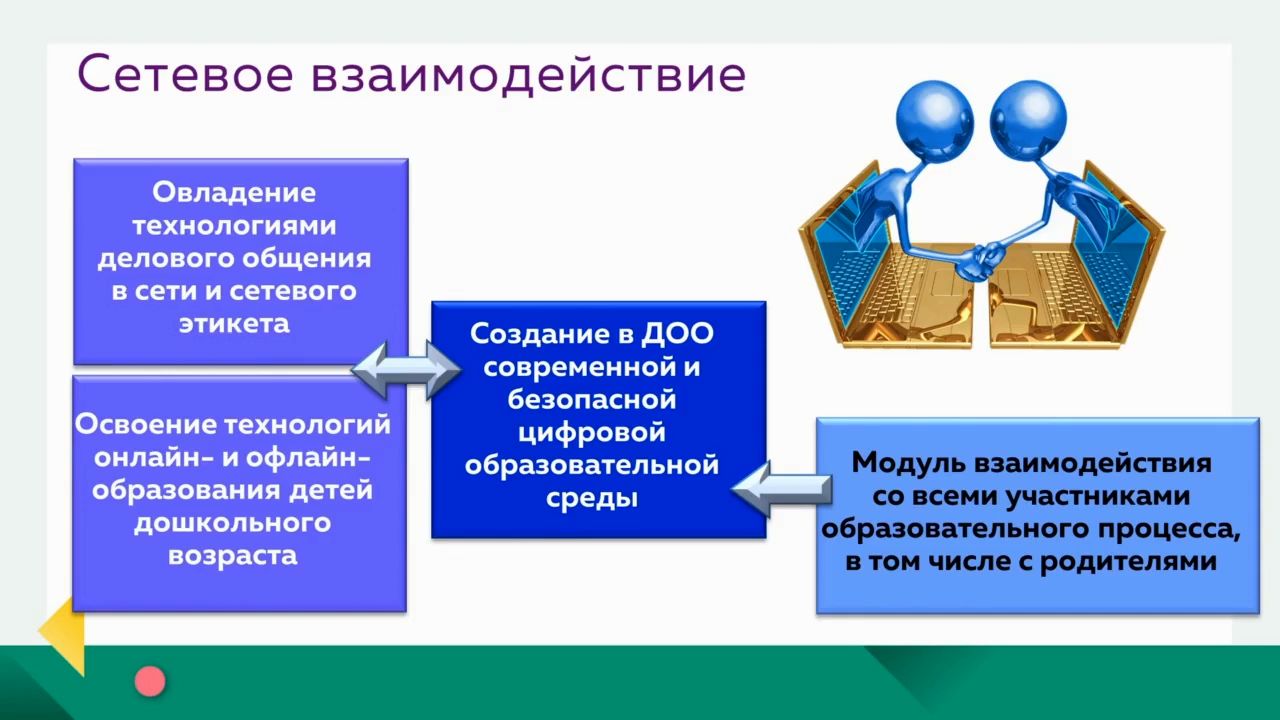 Сетевое взаимодействие
Овладение
технологиями
делового общения
в сети и сетевого
этикета
Освоение технологий
онлайн- и офлайн-
образования детей
дошкольного
возраста
Создание в ДОО
современной и
безопасной
цифровой
образовательной
среды
Модуль взаимодействия
со всеми участниками
образовательного процесса,
в том числе с родителями